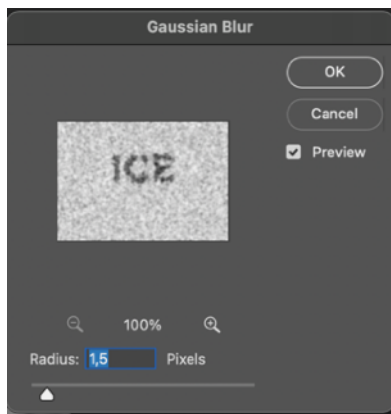 Gaussian Blur
OK
Cancel
Preview
ICE
100%
Radius: 1,5 Pixels